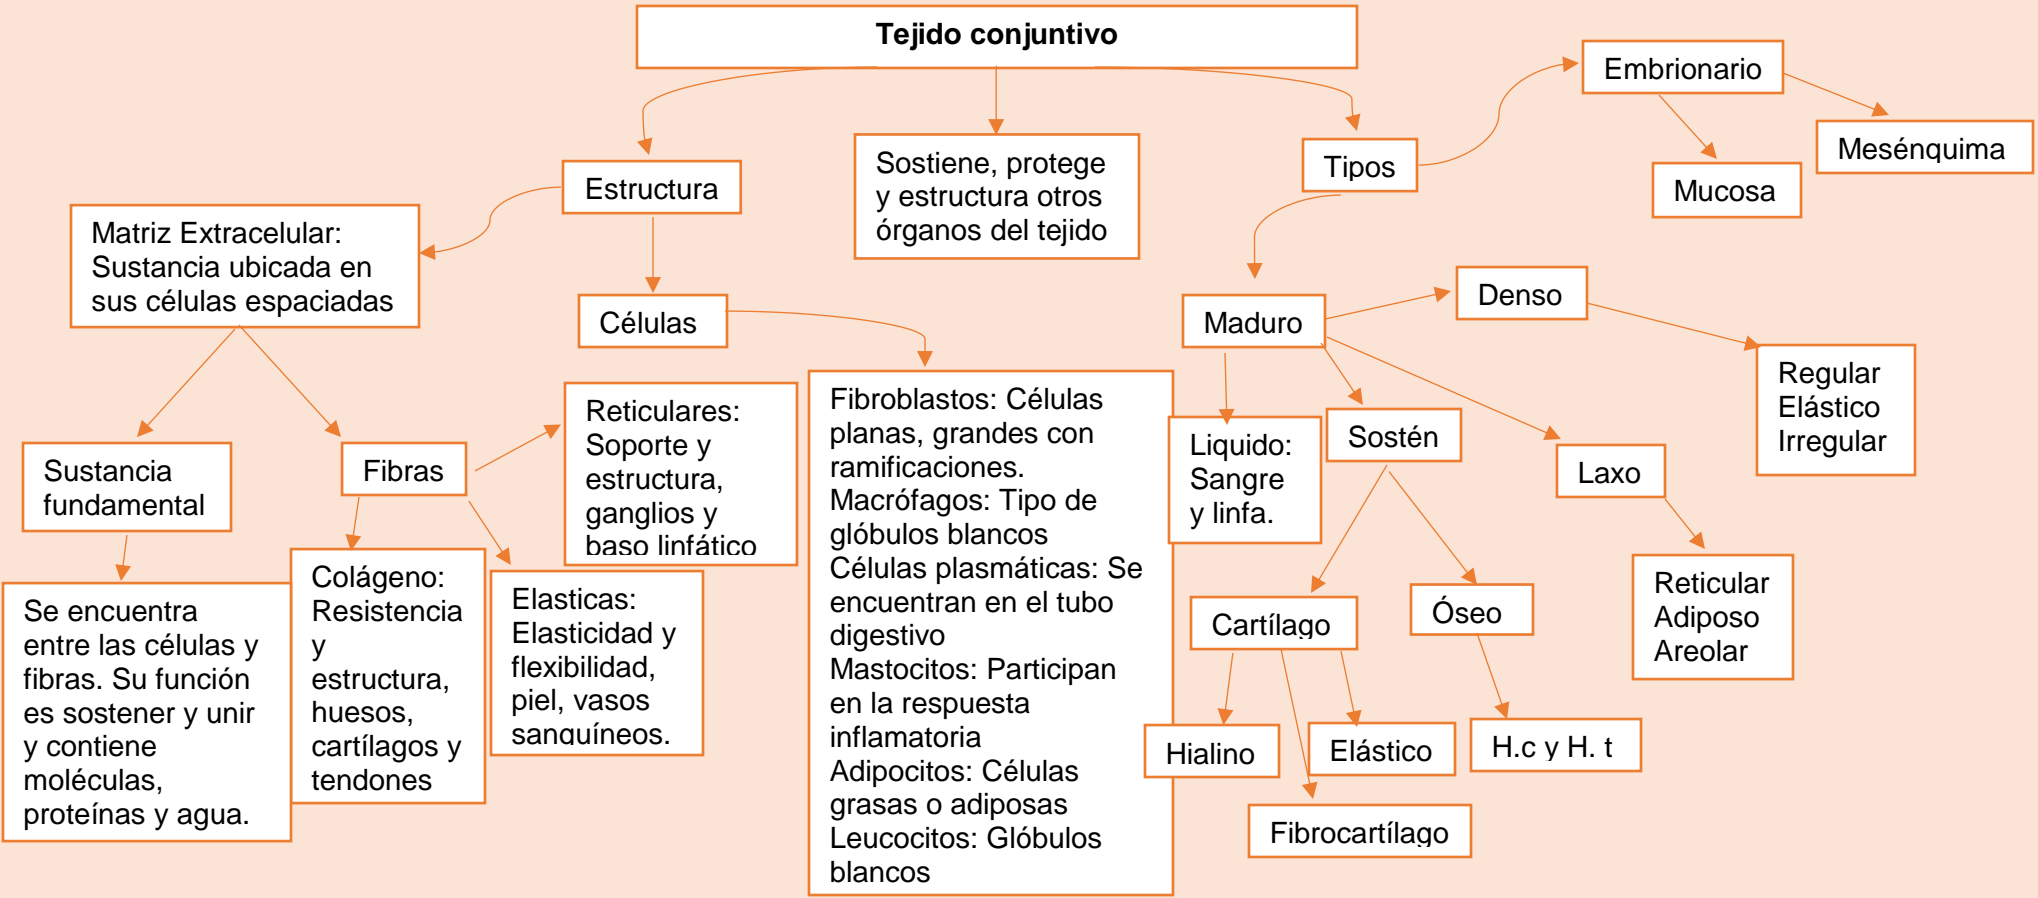 Tejido conjuntivo
Embrionario
Mesénquima
Mucosa
Tipos
Sostiene, protege
y estructura otros
órganos del tejido
Estructura
Matriz Extracelular:
Sustancia ubicada en
sus células espaciadas
Células
Maduro
Denso
Regular
Elástico
Irregular
Sustancia
fundamental
Fibras
Reticulares:
Soporte y
estructura,
ganglios y
baso linfático
Fibroblastos: Células
planas, grandes con
ramificaciones.
Macrófagos: Tipo de
glóbulos blancos
Células plasmáticas: Se
encuentran en el tubo
digestivo
Mastocitos: Participan
en la respuesta
inflamatoria
Adipocitos: Células
grasas o adiposas
Leucocitos: Glóbulos
blancos
Liquido:
Sangre
y linfa.
Sostén
Laxo
Reticular
Adiposo
Areolar
Se encuentra
entre las células y
fibras. Su función
es sostener y unir
y contiene
moléculas,
proteínas y agua.
Colágeno:
Resistencia
y
estructura,
huesos,
cartílagos y
tendones
Elasticas:
Elasticidad y
flexibilidad,
piel, vasos
sanguíneos.
Cartílago
Óseo
Hialino
Elástico
H.c y H. t
Fibrocartílago